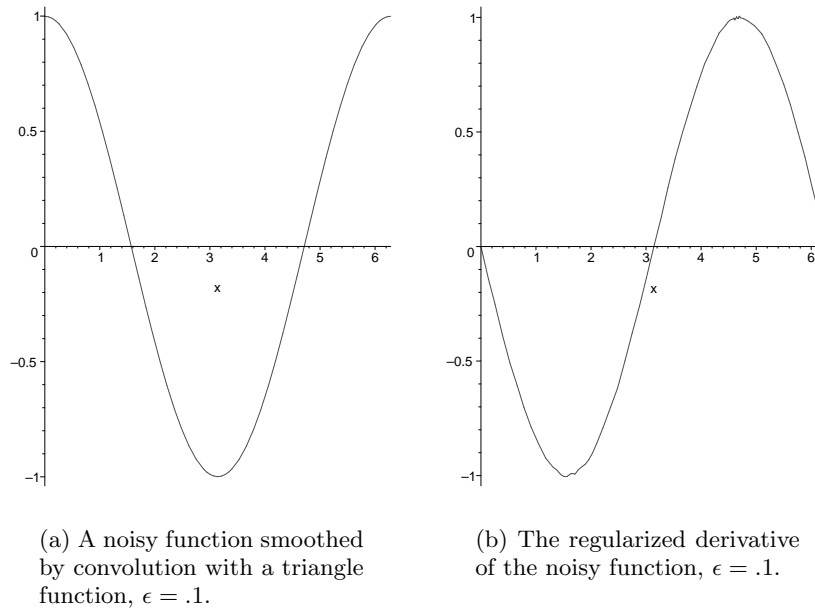 1
0.5
0
–0.5
–1
1 2 3 4 5 6
x
1
0.5
0
–0.5
–1
1 2 3 4 5 6
x
(a) A noisy function smoothed
by convolution with a triangle
function, ϵ = .1.
(b) The regularized derivative
of the noisy function, ϵ = .1.